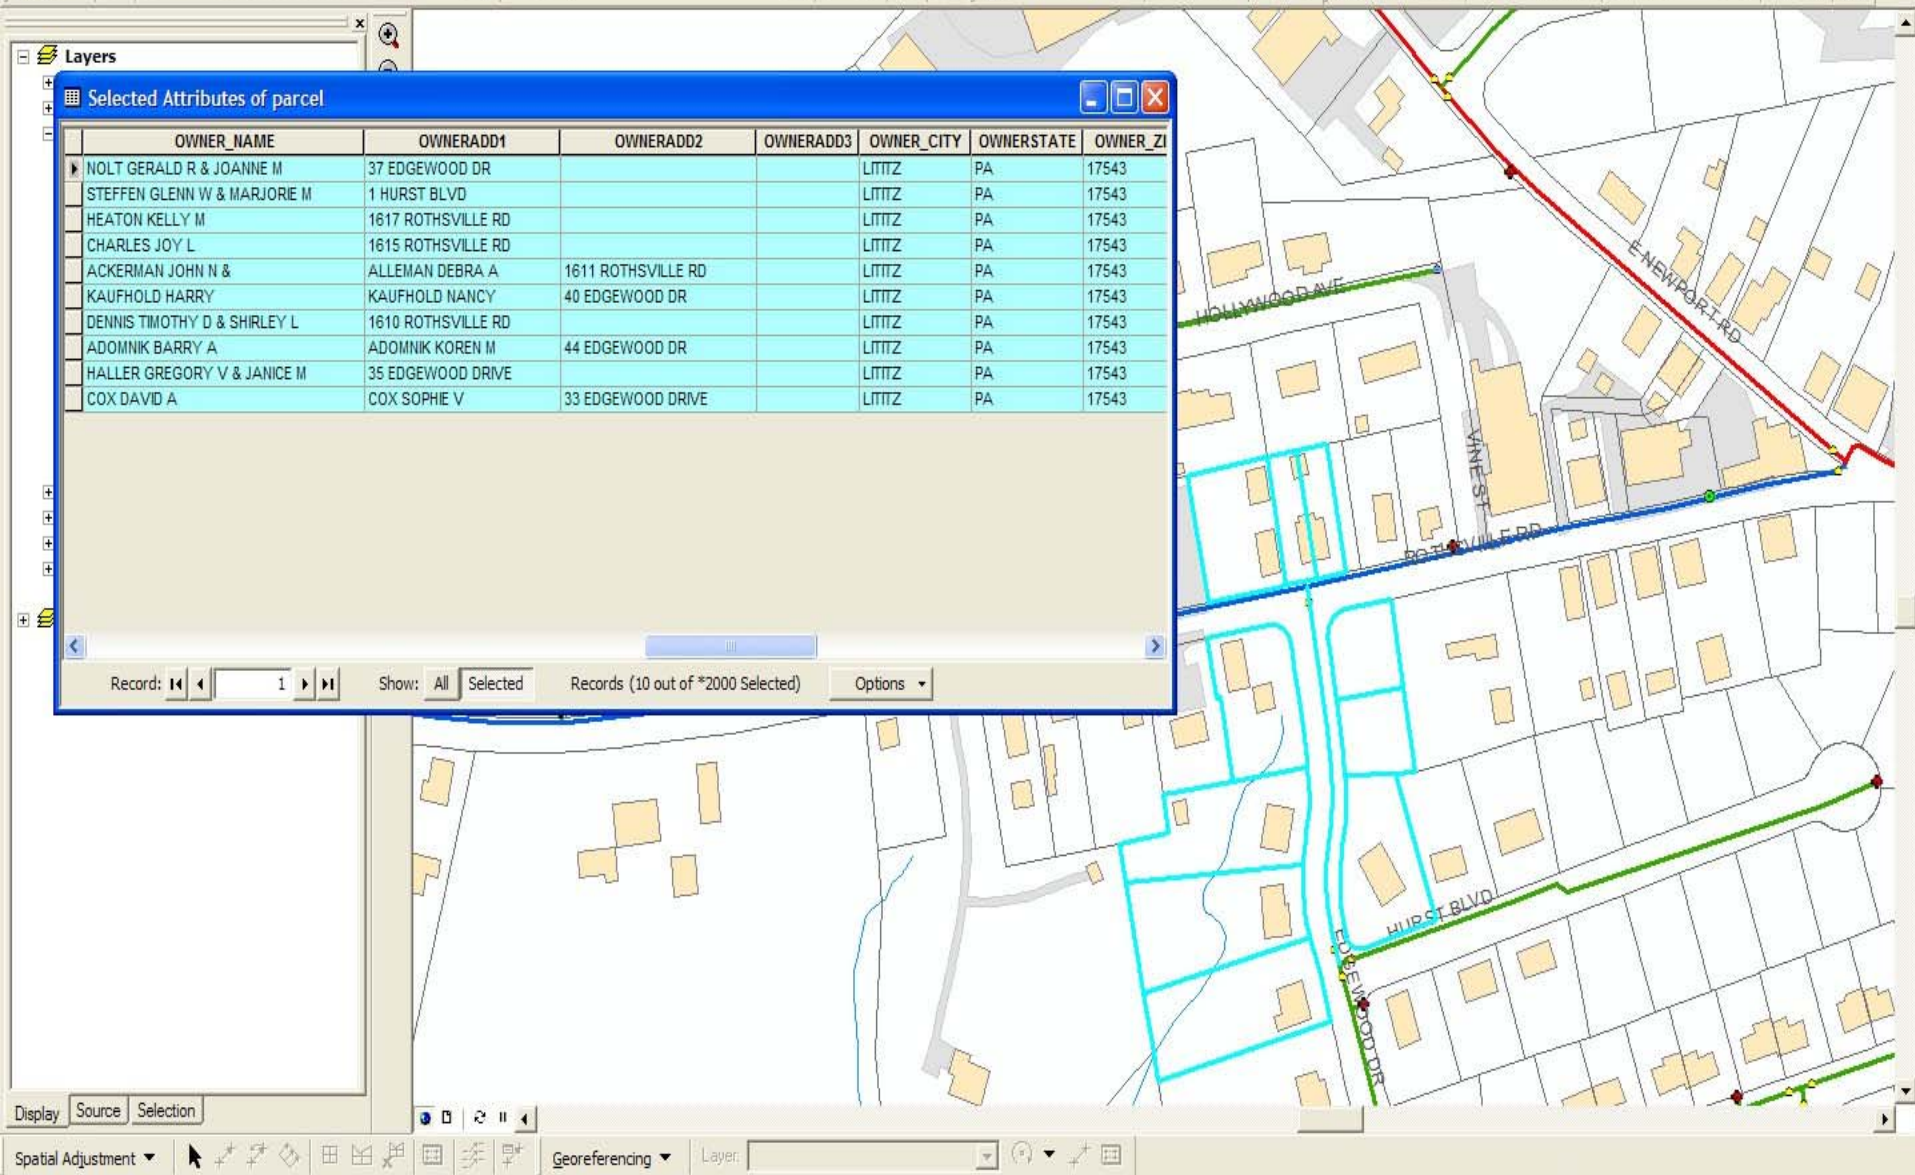 Layers
Selected Attributes of parcel
OWNER_NAME OWNERADD1 OWNERADD2 OWNERADD3 OWNER_CITY OWNERSTATE OWNER_ZI
NOLT GERALD R & JOANNE M 37 EDGEWOOD DR LITITZ PA 17543
STEFFEN GLENN W & MARJORIE M 1 HURST BLVD LITITZ PA 17543
HEATON KELLY M 1617 ROTHSVILLE RD LITITZ PA 17543
CHARLES JOY L 1615 ROTHSVILLE RD LITITZ PA 17543
ACKERMAN JOHN N & ALLEMAN DEBRA A 1611 ROTHSVILLE RD LITITZ PA 17543
KAUFHOLD HARRY KAUFHOLD NANCY 40 EDGEWOOD DR LITITZ PA 17543
DENNIS TIMOTHY D & SHIRLEY L 1610 ROTHSVILLE RD LITITZ PA 17543
ADOMNIK BARRY A ADOMNIK KOREN M 44 EDGEWOOD DR LITITZ PA 17543
HALLER GREGORY V & JANICE M 35 EDGEWOOD DRIVE LITITZ PA 17543
COX DAVID A COX SOPHIE V 33 EDGEWOOD DRIVE LITITZ PA 17543
Record: 1 Show: All Selected Records (10 out of *2000 Selected) Options
E NEWPORT RD
HOLLYWOOD AVE
VINE ST
ROTHSVILLE RD
HURST BLVD
EDGEWOOD DR
Display Source Selection
Spatial Adjustment Georeferencing Layer: